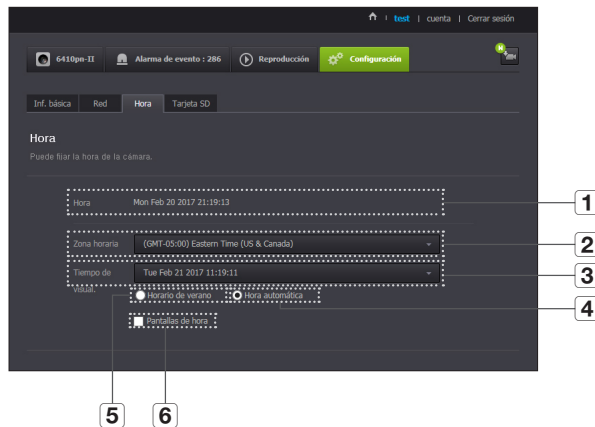 test | cuenta | Cerrar sesión
N
6410pn-II
Alarma de evento : 286
Reproducción
Configuración
Inf. básica
Red
Hora
Tarjeta SD
Hora
Puede fijar la hora de la cámara.
Hora
Mon Feb 20 2017 21:19:13
1
Zona horaria
(GMT-05:00) Eastern Time (US & Canada)
2
Tiempo de visual.
Tue Feb 21 2017 11:19:11
3
Horario de verano
Hora automática
4
Pantallas de hora
5
6